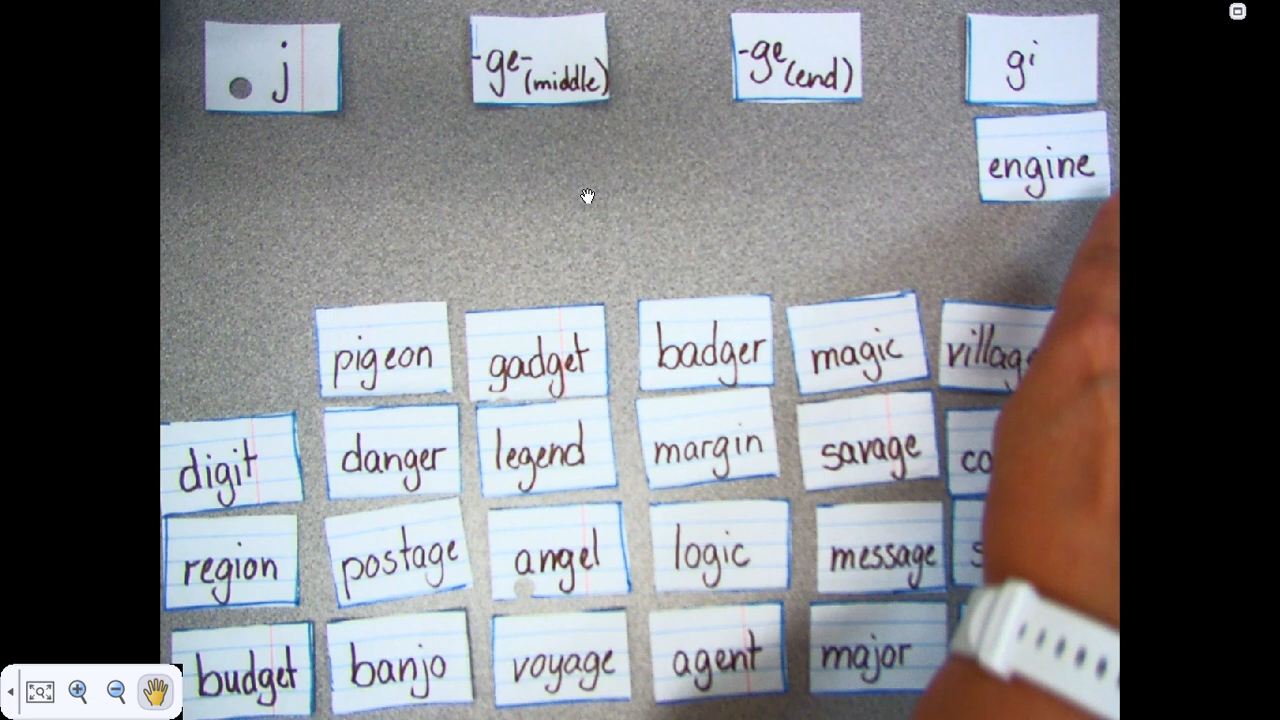 j
-ge- (middle)
-ge (end)
gi
engine
pigeon
gadget
badger
magic
digit
danger
legend
margin
savage
region
postage
angel
logic
message
budget
banjo
voyage
agent
major